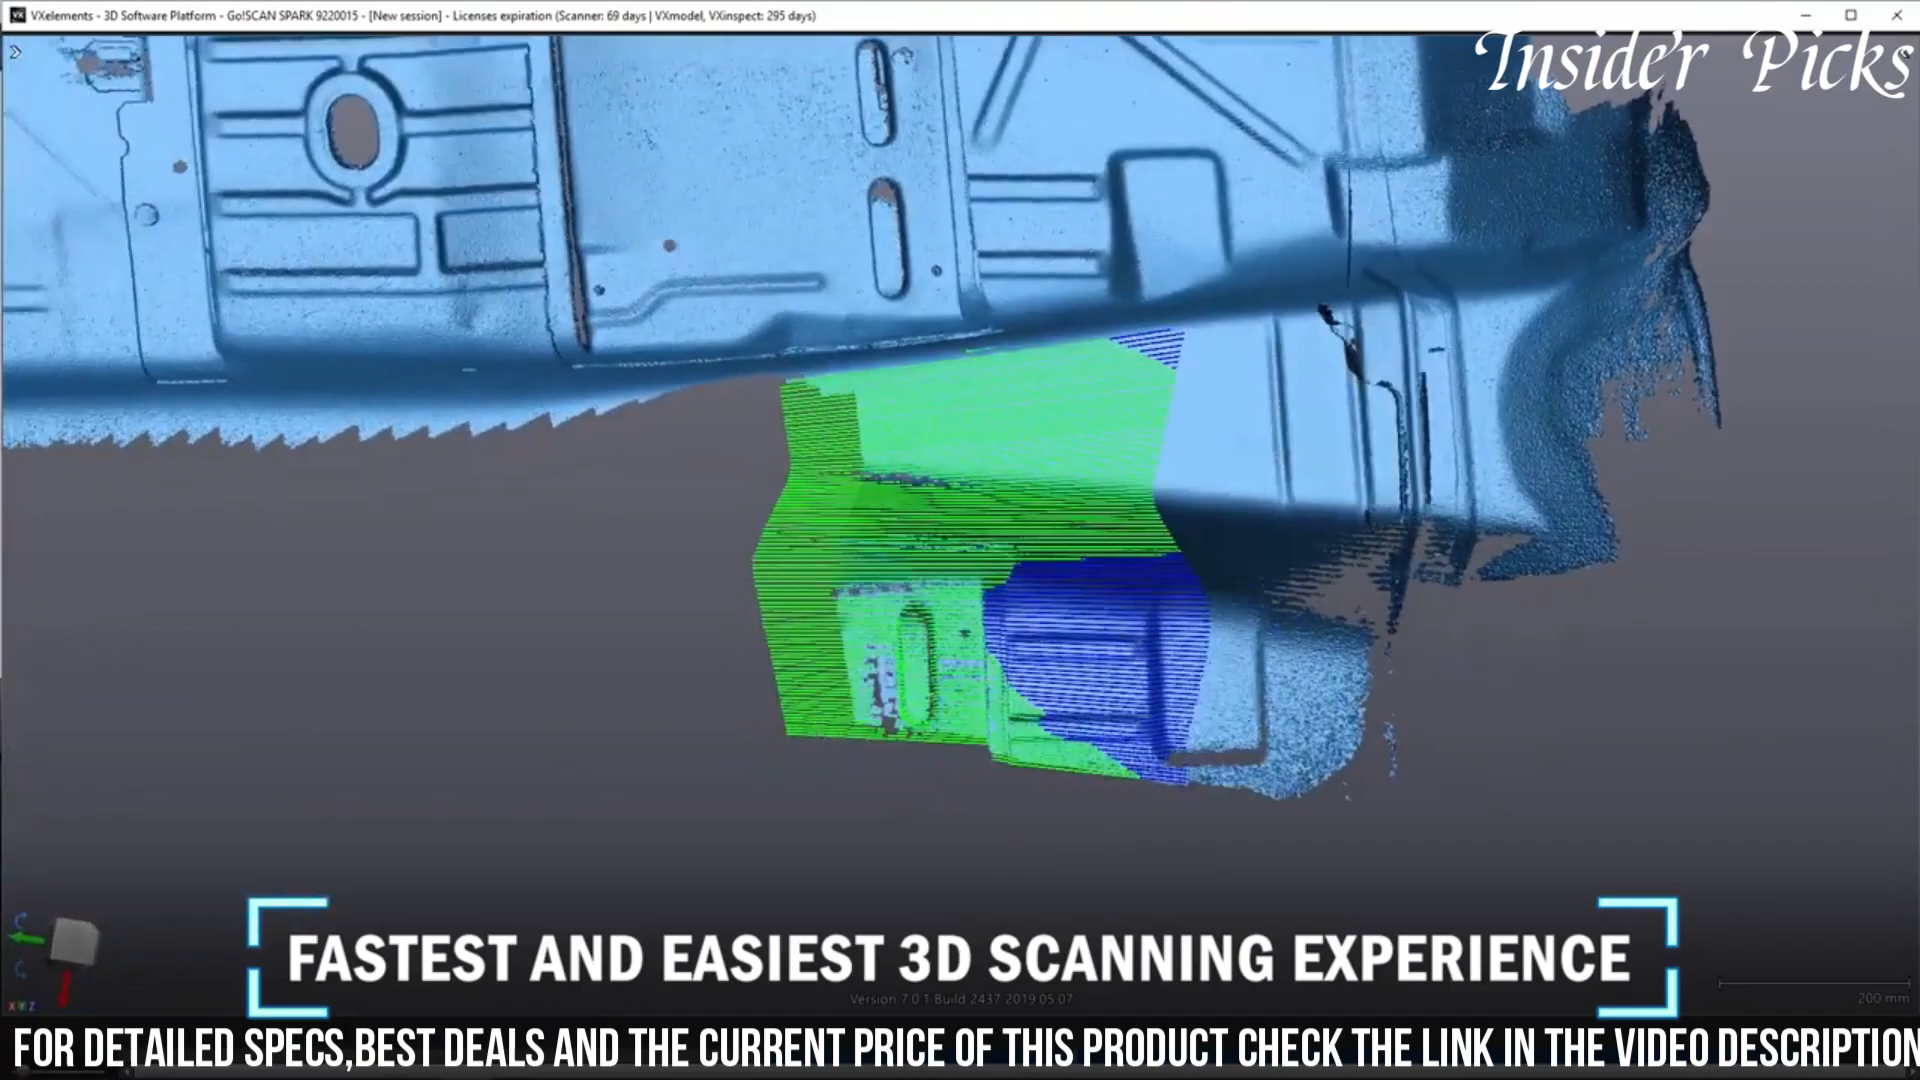 VXelements - 3D Software Platform - Go!SCAN SPARK 9220015 - [New session] - Licenses expiration (Scanner: 69 days | VXmodel, VXinspect: 295 days)
Insider Picks
FASTEST AND EASIEST 3D SCANNING EXPERIENCE
Version 7.0.1 Build 2437 2019.05.07
X Y Z
200 mm
FOR DETAILED SPECS,BEST DEALS AND THE CURRENT PRICE OF THIS PRODUCT CHECK THE LINK IN THE VIDEO DESCRIPTION